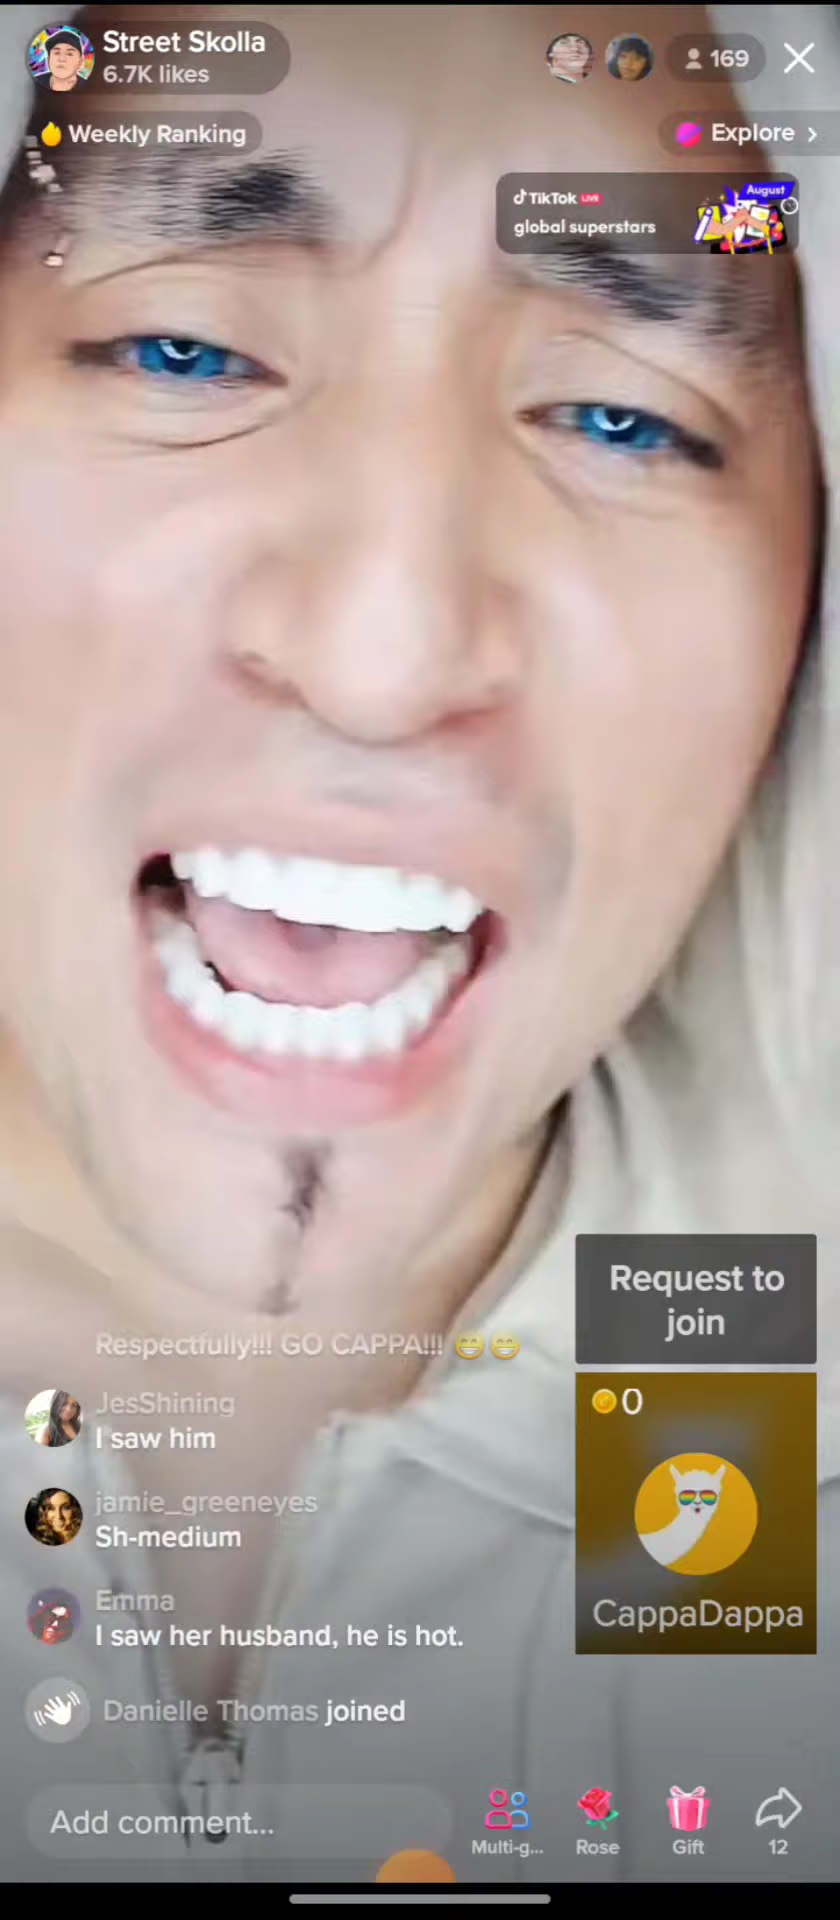 Street Skolla
6.7K likes
169
Weekly Ranking
Explore
TikTok LIVE
August
global superstars
Request to
join
Respectfully!!! GO CAPPA!!! 😁😁
JesShining
I saw him
0
jamie_greeneyes
Sh-medium
Emma
I saw her husband, he is hot.
CappaDappa
Danielle Thomas joined
Add comment...
Multi-g...
Rose
Gift
12